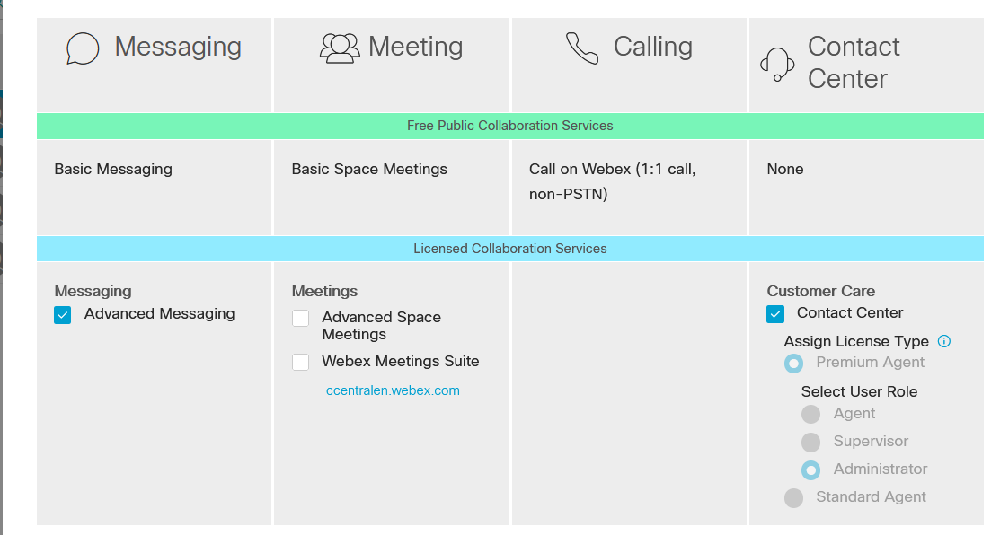 Messaging
Meeting
Calling
Contact
Center
Free Public Collaboration Services
Basic Messaging
Basic Space Meetings
Call on Webex (1:1 call,
non-PSTN)
None
Licensed Collaboration Services
Messaging
Advanced Messaging
Meetings
Advanced Space
Meetings
Webex Meetings Suite
ccentralen.webex.com
Customer Care
Contact Center
Assign License Type
Premium Agent
Select User Role
Agent
Supervisor
Administrator
Standard Agent